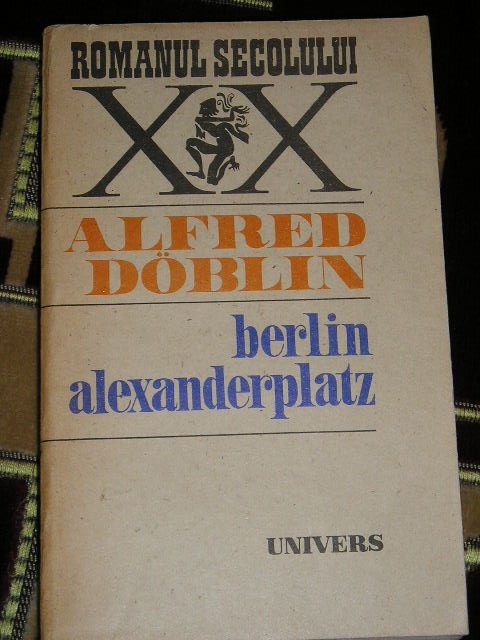 ROMANUL SECOLULUI
XX
ALFRED
DÖBLIN
berlin
alexanderplatz
UNIVERS